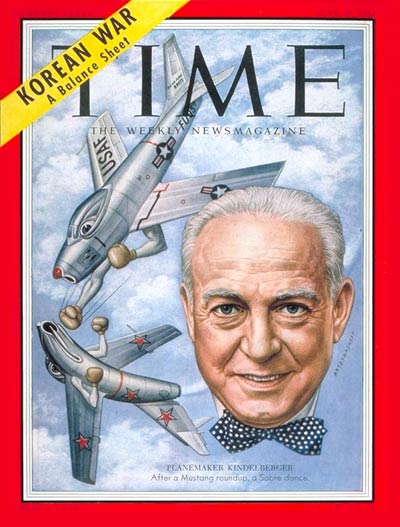 KOREAN WAR
A Balance Sheet
TIME
THE WEEKLY NEWSMAGAZINE
USAF
PLANEMAKER KINDELBERGER
After a Mustang roundup, a Sabre dance.